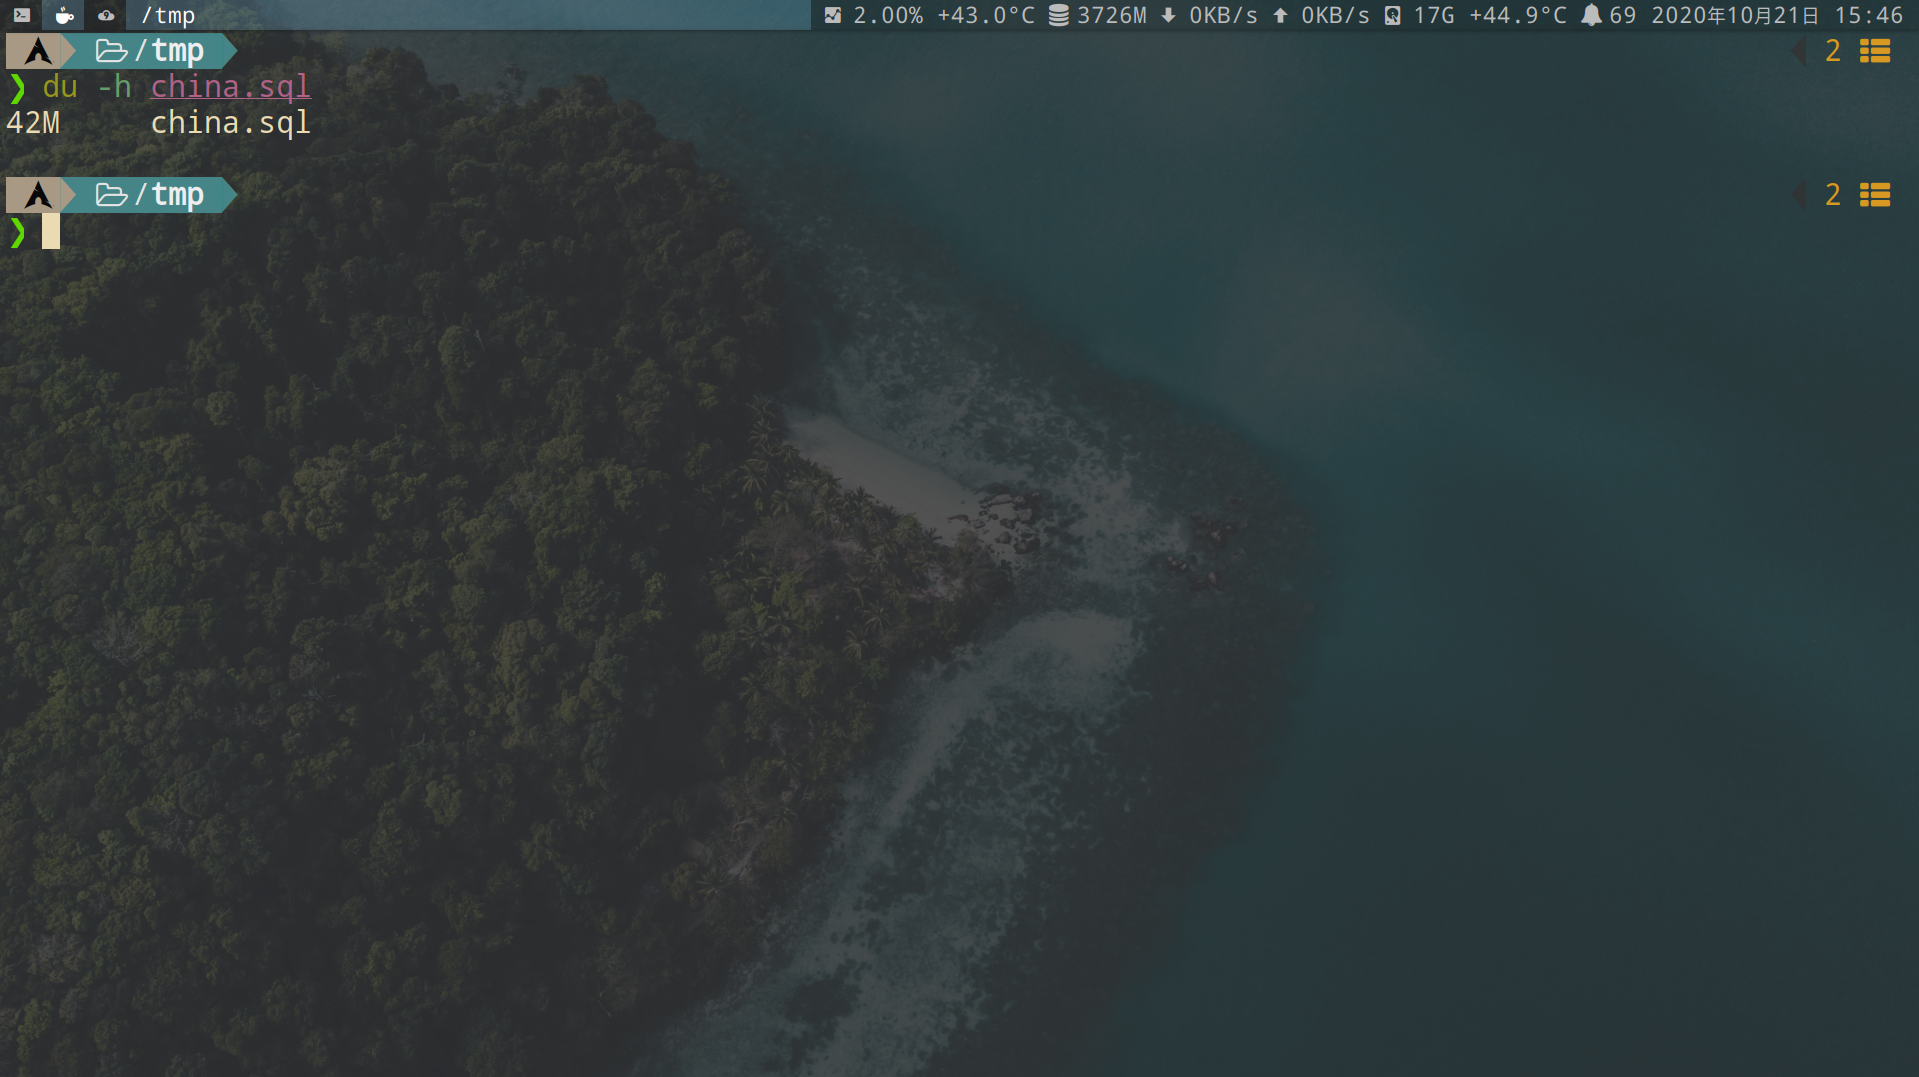 /tmp 2.00% +43.0°C 3726M 0KB/s 0KB/s 17G +44.9°C 69 2020年10月21日 15:46
/tmp 2
❯ du -h china.sql
42M china.sql
/tmp 2
❯